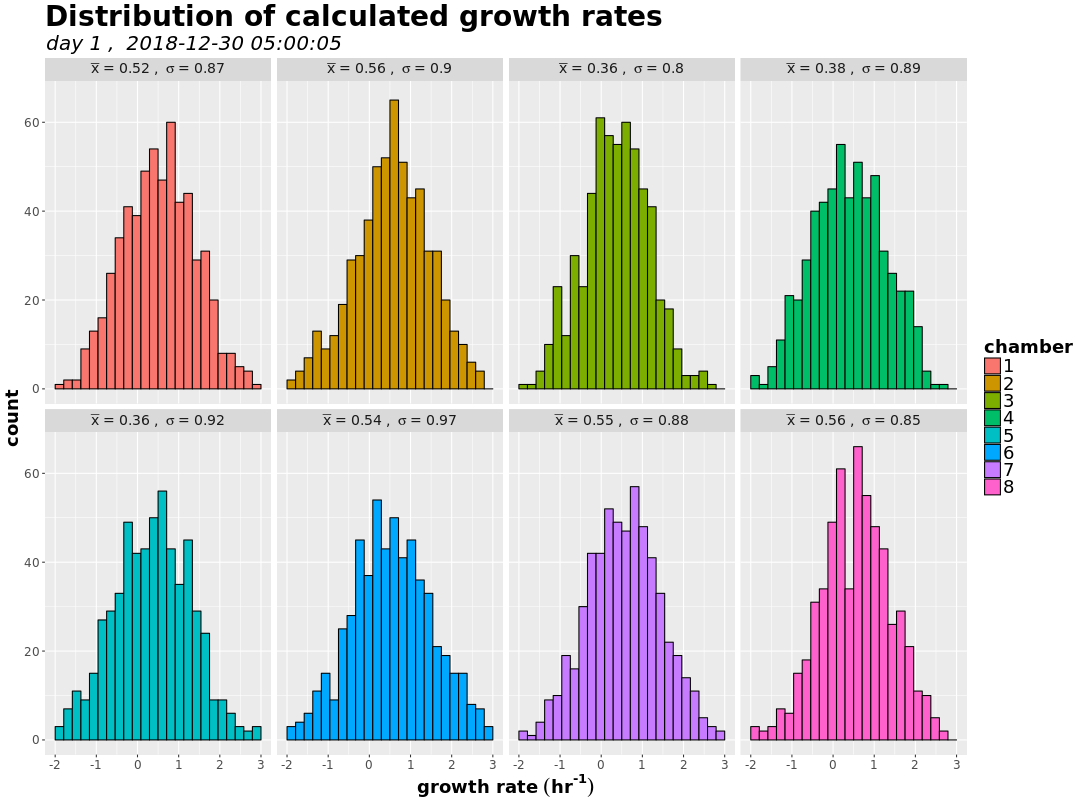 Distribution of calculated growth rates
day 1 ,  2018-12-30 05:00:05
x̅ = 0.52 ,  σ = 0.87
x̅ = 0.56 ,  σ = 0.9
x̅ = 0.36 ,  σ = 0.8
x̅ = 0.38 ,  σ = 0.89
60
40
20
0
x̅ = 0.36 ,  σ = 0.92
x̅ = 0.54 ,  σ = 0.97
x̅ = 0.55 ,  σ = 0.88
x̅ = 0.56 ,  σ = 0.85
60
40
20
0
-2 -1 0 1 2 3
-2 -1 0 1 2 3
-2 -1 0 1 2 3
-2 -1 0 1 2 3
growth rate (hr⁻¹)
count
chamber
1
2
3
4
5
6
7
8